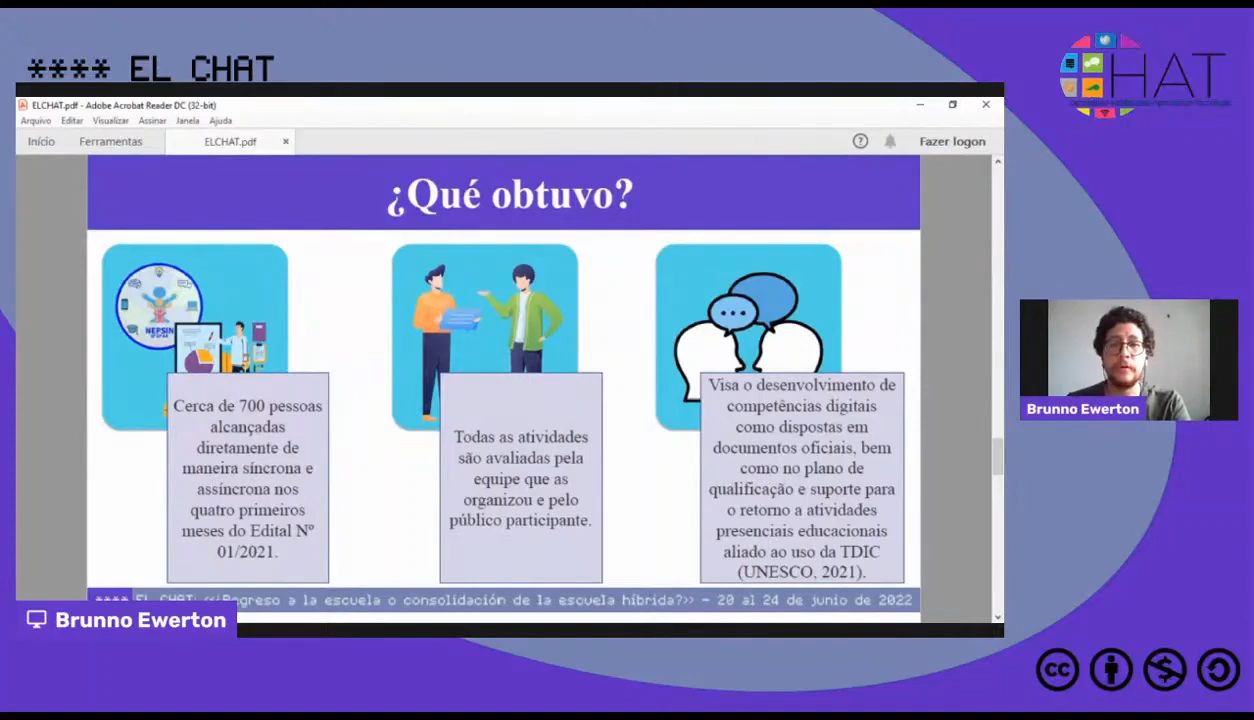 **** EL CHAT
HAT
ELCHAT.pdf - Adobe Acrobat Reader DC (32-bit)
Arquivo Editar Visualizar Assinar Janela Ajuda
Início Ferramentas ELCHAT.pdf Fazer logon
¿Qué obtuvo?
NEPSIN
Cerca de 700 pessoas
alcançadas
diretamente de
maneira síncrona e
assíncrona nos
quatro primeiros
meses do Edital Nº
01/2021.
Todas as atividades
são avaliadas pela
equipe que as
organizou e pelo
público participante.
Visa o desenvolvimento de
competências digitais
como dispostas em
documentos oficiais, bem
como no plano de
qualificação e suporte para
o retorno a atividades
presenciais educacionais
aliado ao uso da TDIC
(UNESCO, 2021).
**** EL CHAT: <<¿Regreso a la escuela o consolidación de la escuela híbrida?>> - 20 al 24 de junio de 2022
Brunno Ewerton
Brunno Ewerton
cc